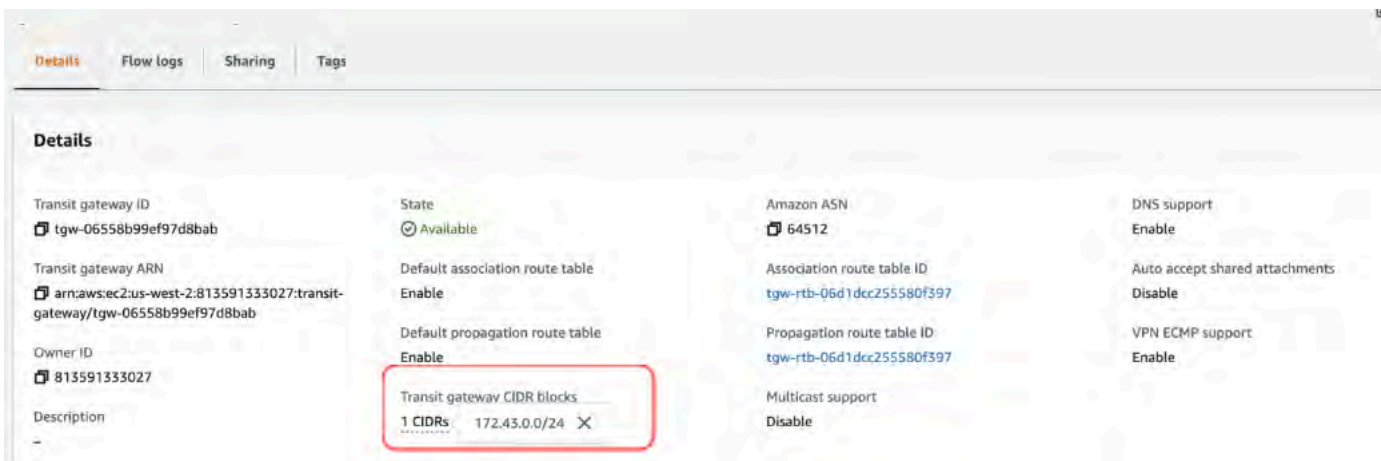 Details Flow logs Sharing Tags
Details
Transit gateway ID
tgw-06558b99ef97d8bab
Transit gateway ARN
arn:aws:ec2:us-west-2:813591333027:transit-
gateway/tgw-06558b99ef97d8bab
Owner ID
813591333027
Description
–
State
Available
Default association route table
Enable
Default propagation route table
Enable
Transit gateway CIDR blocks
1 CIDRs 172.43.0.0/24
Amazon ASN
64512
Association route table ID
tgw-rtb-06d1dcc255580f397
Propagation route table ID
tgw-rtb-06d1dcc255580f397
Multicast support
Disable
DNS support
Enable
Auto accept shared attachments
Disable
VPN ECMP support
Enable